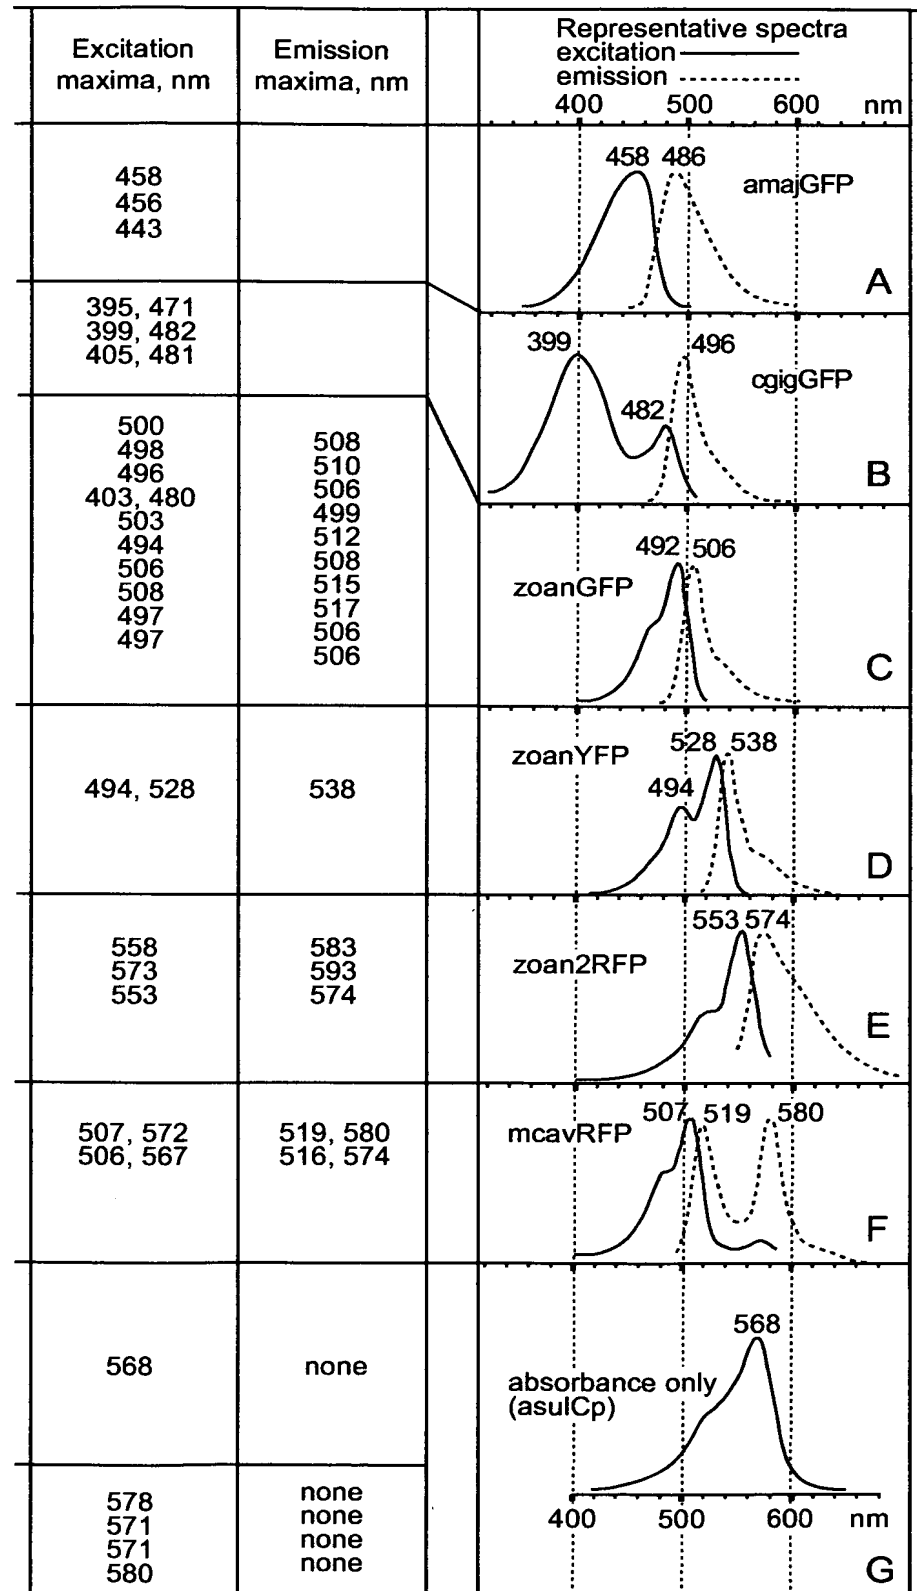 Excitation
maxima, nm
Emission
maxima, nm
Representative spectra
excitation
emission
400 500 600 nm
458
456
443
458 486
amajGFP
A
395, 471
399, 482
405, 481
399
496
482
cgigGFP
B
500
498
496
403, 480
503
494
506
508
497
497
508
510
506
499
512
508
515
517
506
506
492 506
zoanGFP
C
494, 528
538
zoanYFP
528 538
494
D
558
573
553
583
593
574
553 574
zoan2RFP
E
507, 572
506, 567
519, 580
516, 574
507 519 580
mcavRFP
F
568
none
568
absorbance only
(asulCp)
400 500 600 nm
578
571
571
580
none
none
none
none
G